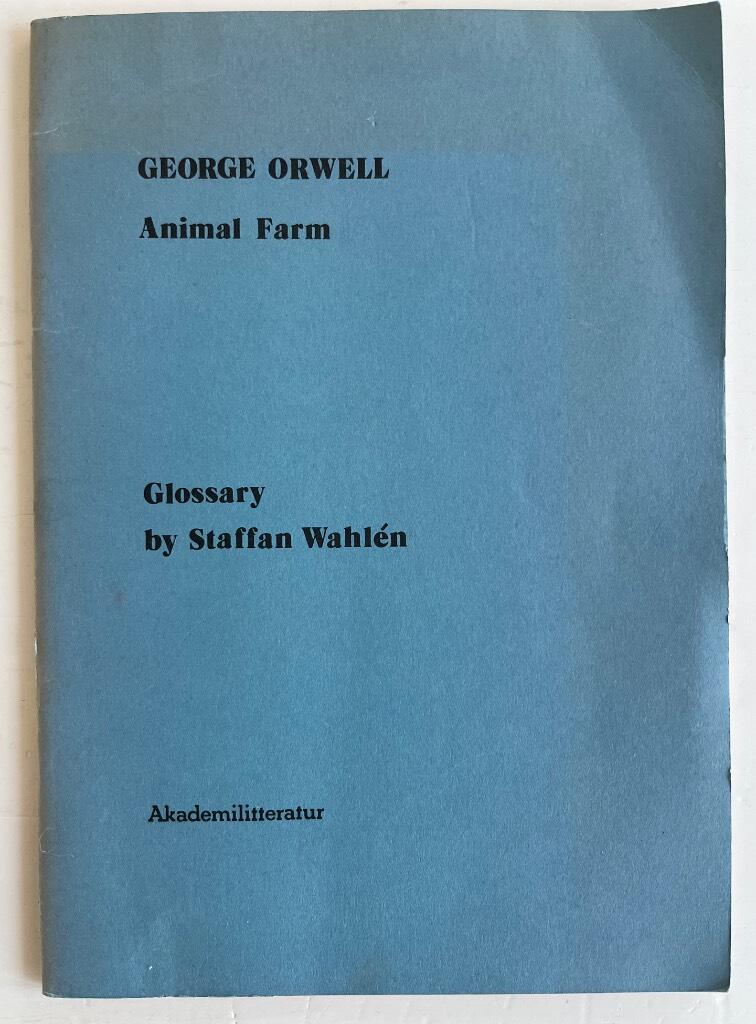 GEORGE ORWELL
Animal Farm
Glossary
by Staffan Wahlén
Akademilitteratur